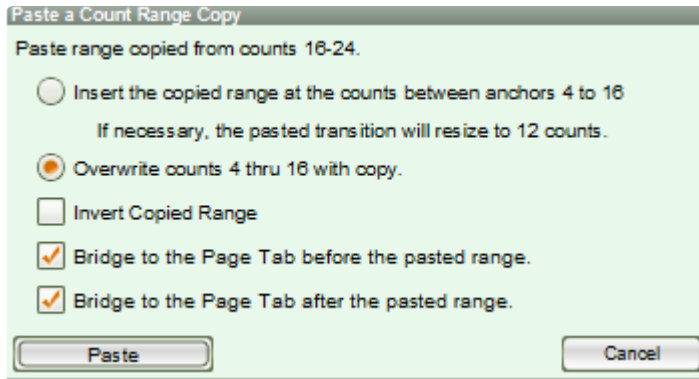 Paste a Count Range Copy
Paste range copied from counts 16-24.
Insert the copied range at the counts between anchors 4 to 16
If necessary, the pasted transition will resize to 12 counts.
Overwrite counts 4 thru 16 with copy.
Invert Copied Range
Bridge to the Page Tab before the pasted range.
Bridge to the Page Tab after the pasted range.
Paste Cancel